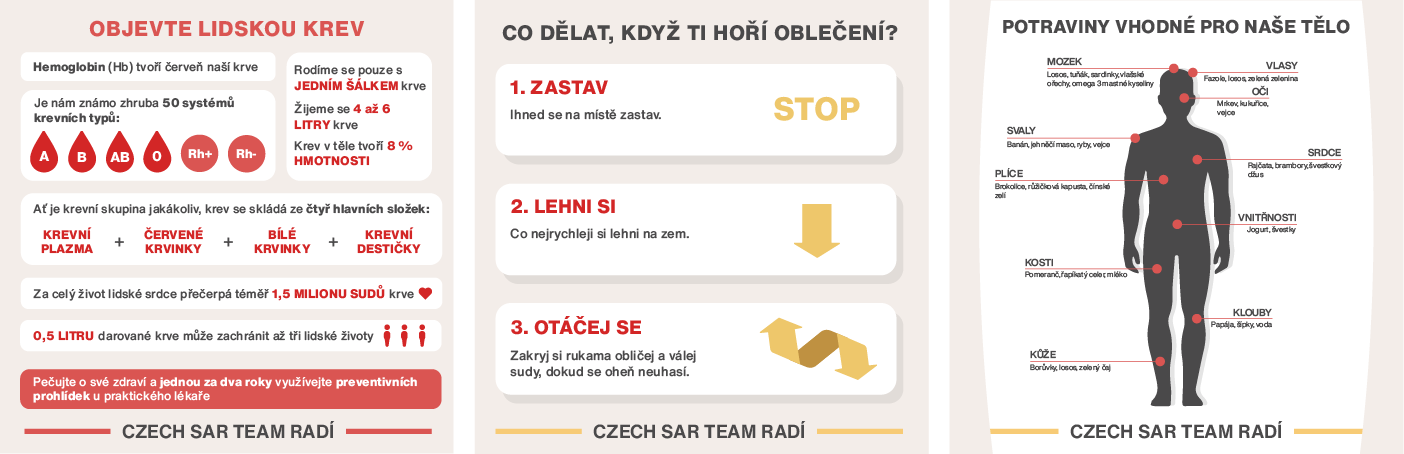 OBJEVTE LIDSKOU KREV
Hemoglobin (Hb) tvoří červeň naší krve
Je nám známo zhruba 50 systémů
krevních typů:
A
B
AB
0
Rh+
Rh-
Rodíme se pouze s
JEDNÍM ŠÁLKEM krve
Žijeme se 4 až 6
LITRY krve
Krev v těle tvoří 8 %
HMOTNOSTI
Ať je krevní skupina jakákoliv, krev se skládá ze čtyř hlavních složek:
KREVNÍ
PLAZMA
+
ČERVENÉ
KRVINKY
+
BÍLÉ
KRVINKY
+
KREVNÍ
DESTIČKY
Za celý život lidské srdce přečerpá téměř 1,5 MILIONU SUDŮ krve
0,5 LITRU darované krve může zachránit až tři lidské životy
Pečujte o své zdraví a jednou za dva roky využívejte preventivních
prohlídek u praktického lékaře
CZECH SAR TEAM RADÍ
CO DĚLAT, KDYŽ TI HOŘÍ OBLEČENÍ?
1. ZASTAV
Ihned se na místě zastav.
STOP
2. LEHNI SI
Co nejrychleji si lehni na zem.
3. OTÁČEJ SE
Zakryj si rukama obličej a válej
sudy, dokud se oheň neuhasí.
CZECH SAR TEAM RADÍ
POTRAVINY VHODNÉ PRO NAŠE TĚLO
MOZEK
Losos, tuňák, sardinky, vlašské
ořechy, omega 3 mastné kyseliny
VLASY
Fazole, losos, zelená zelenina
OČI
Mrkev, kukuřice,
vejce
SVALY
Banán, jehněčí maso, ryby, vejce
SRDCE
Rajčata, brambory, švestkový
džus
PLÍCE
Brokolice, růžičková kapusta, čínské
zelí
VNITŘNOSTI
Jogurt, švestky
KOSTI
Pomeranč, řapíkatý celer, mléko
KLOUBY
Papája, šípky, voda
KŮŽE
Borůvky, losos, zelený čaj
CZECH SAR TEAM RADÍ